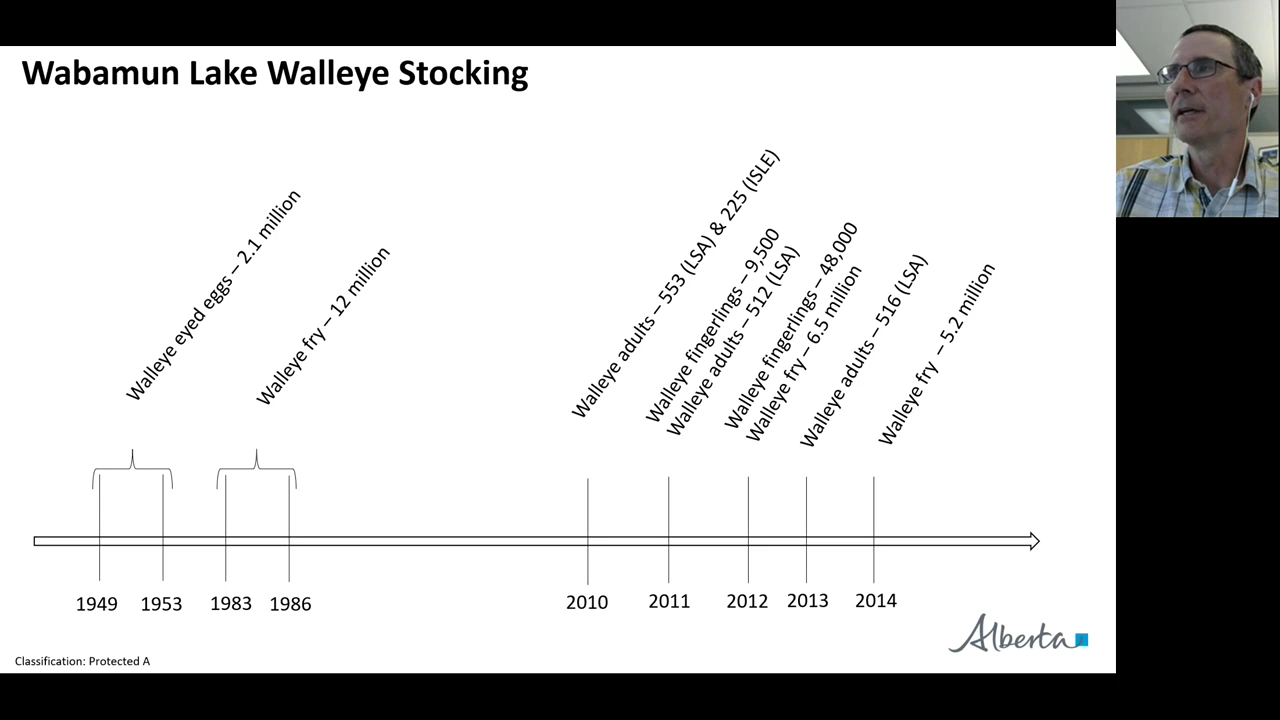 Wabamun Lake Walleye Stocking
Walleye eyed eggs – 2.1 million
Walleye fry – 12 million
Walleye adults – 553 (LSA) & 225 (ISLE)
Walleye fingerlings – 9,500
Walleye adults – 512 (LSA)
Walleye fingerlings – 48,000
Walleye fry – 6.5 million
Walleye adults – 516 (LSA)
Walleye fry – 5.2 million
1949 1953 1983 1986 2010 2011 2012 2013 2014
Alberta
Classification: Protected A